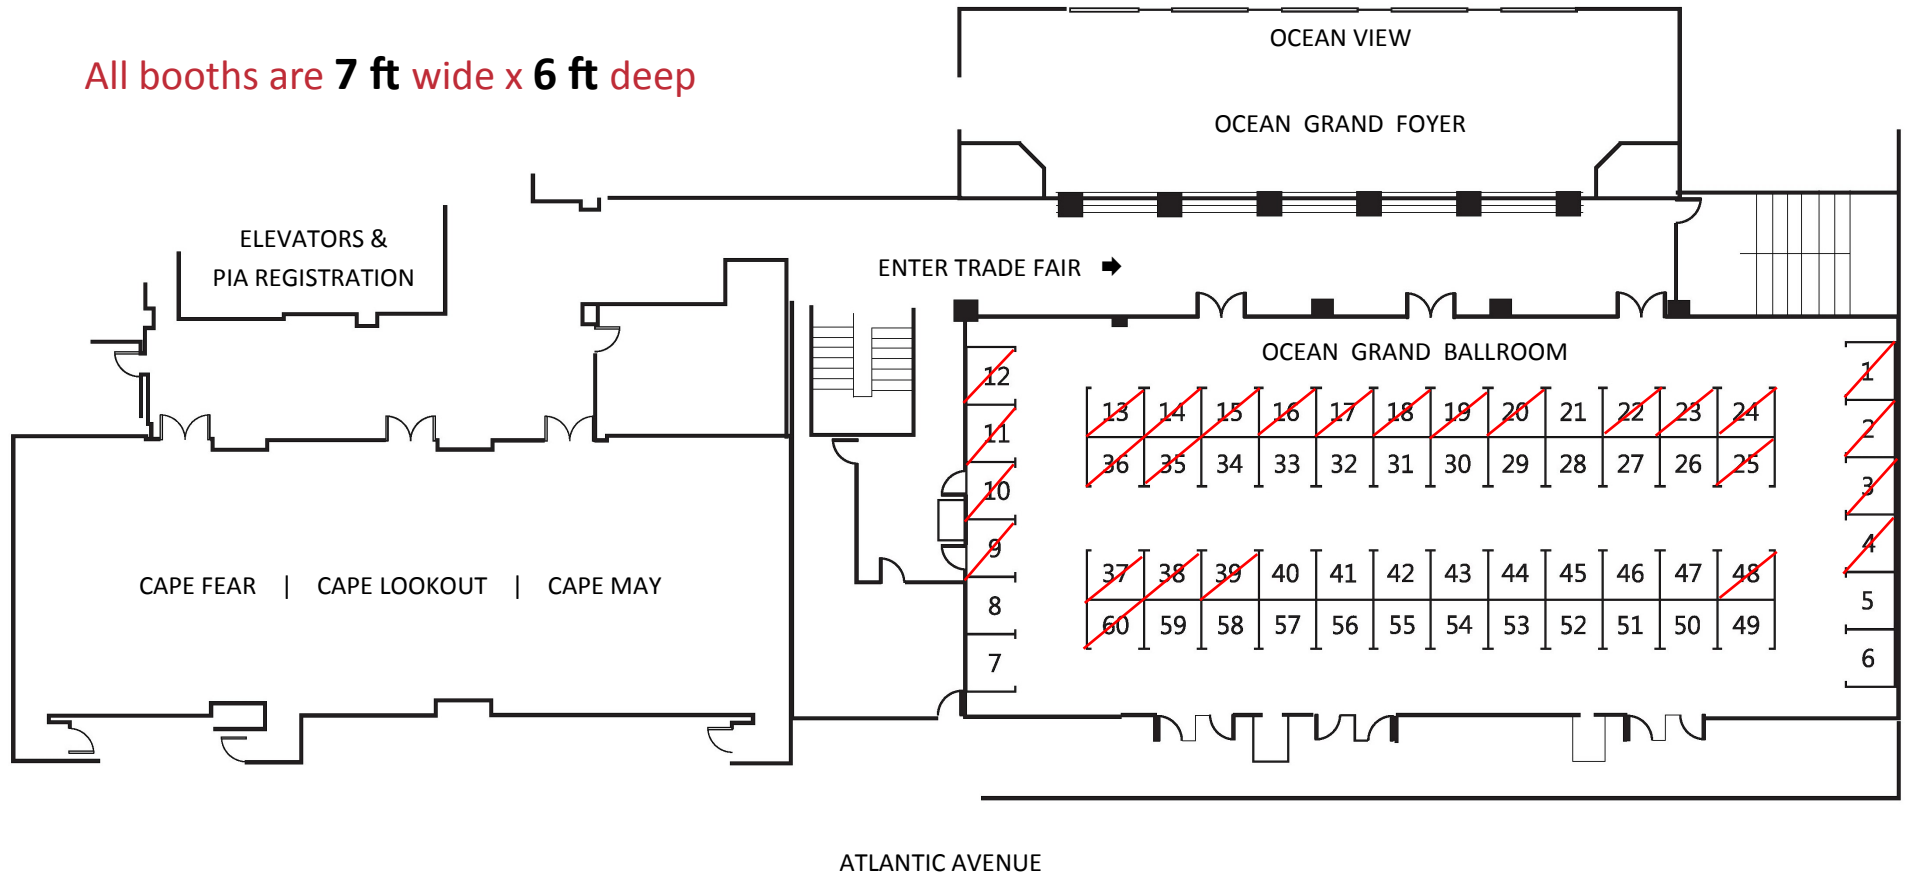 OCEAN VIEW
All booths are 7 ft wide x 6 ft deep
OCEAN GRAND FOYER
ELEVATORS &
PIA REGISTRATION
ENTER TRADE FAIR
OCEAN GRAND BALLROOM
12
11
10
9
8
7
13 14 15 16 17 18 19 20 21 22 23 24
36 35 34 33 32 31 30 29 28 27 26 25
37 38 39 40 41 42 43 44 45 46 47 48
60 59 58 57 56 55 54 53 52 51 50 49
1
2
3
4
5
6
CAPE FEAR | CAPE LOOKOUT | CAPE MAY
ATLANTIC AVENUE